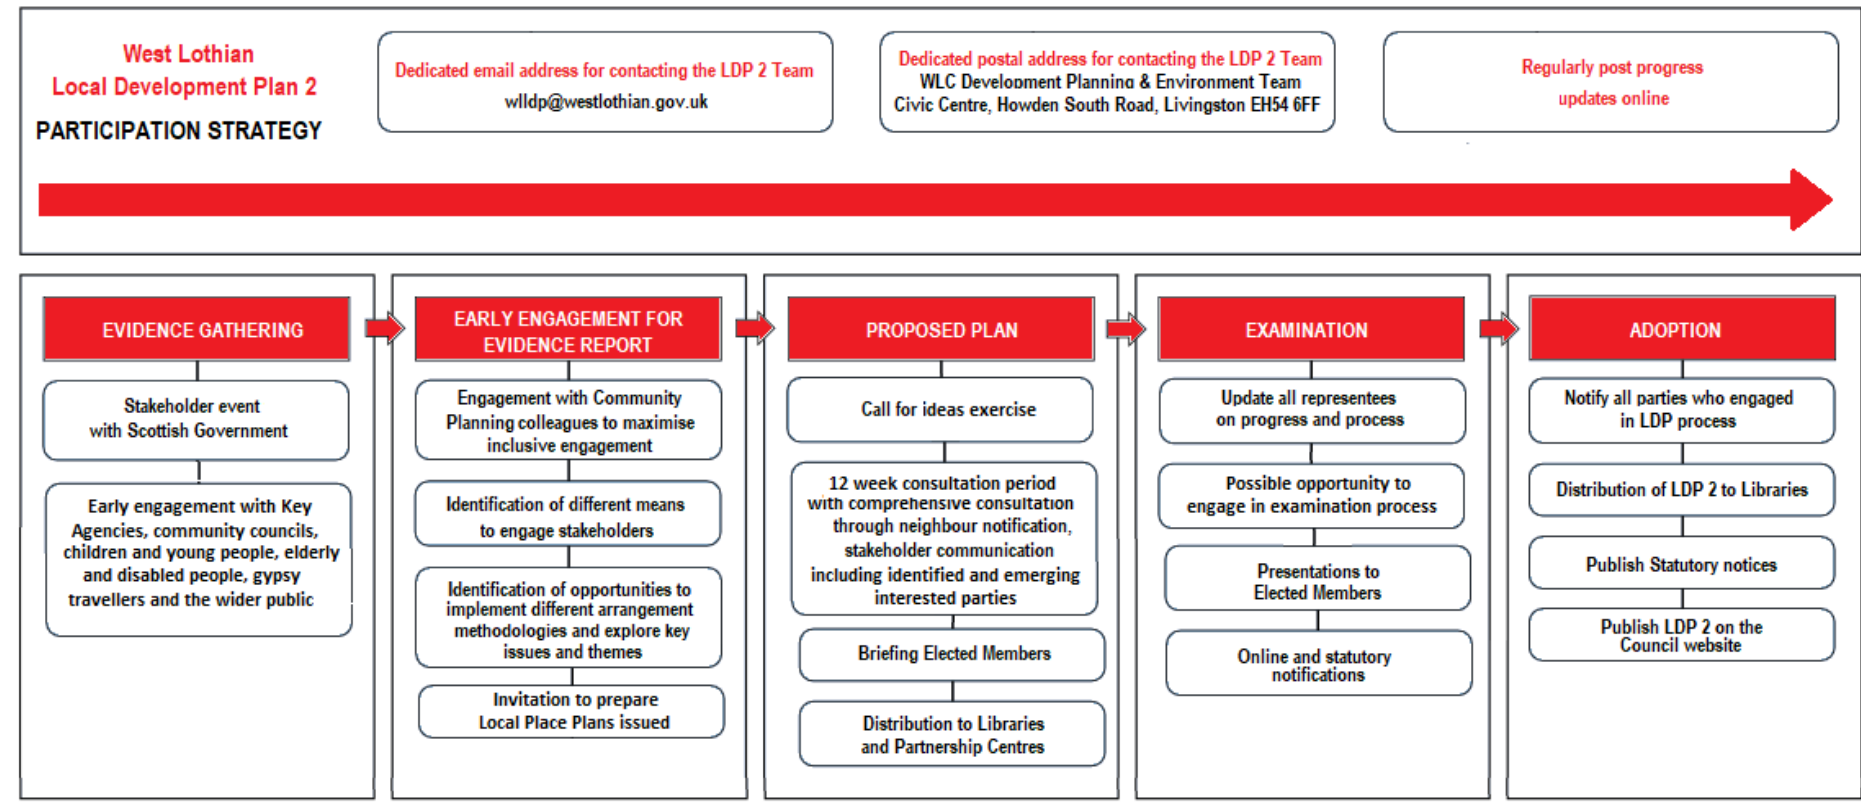 West Lothian
Local Development Plan 2
PARTICIPATION STRATEGY
Dedicated email address for contacting the LDP 2 Team
wlldp@westlothian.gov.uk
Dedicated postal address for contacting the LDP 2 Team
WLC Development Planning & Environment Team
Civic Centre, Howden South Road, Livingston EH54 6FF
Regularly post progress
updates online
EVIDENCE GATHERING
Stakeholder event
with Scottish Government
Early engagement with Key
Agencies, community councils,
children and young people, elderly
and disabled people, gypsy
travellers and the wider public
EARLY ENGAGEMENT FOR
EVIDENCE REPORT
Engagement with Community
Planning colleagues to maximise
inclusive engagement
Identification of different means
to engage stakeholders
Identification of opportunities to
implement different arrangement
methodologies and explore key
issues and themes
Invitation to prepare
Local Place Plans issued
PROPOSED PLAN
Call for ideas exercise
12 week consultation period
with comprehensive consultation
through neighbour notification,
stakeholder communication
including identified and emerging
interested parties
Briefing Elected Members
Distribution to Libraries
and Partnership Centres
EXAMINATION
Update all representees
on progress and process
Possible opportunity to
engage in examination process
Presentations to
Elected Members
Online and statutory
notifications
ADOPTION
Notify all parties who engaged
in LDP process
Distribution of LDP 2 to Libraries
Publish Statutory notices
Publish LDP 2 on the
Council website